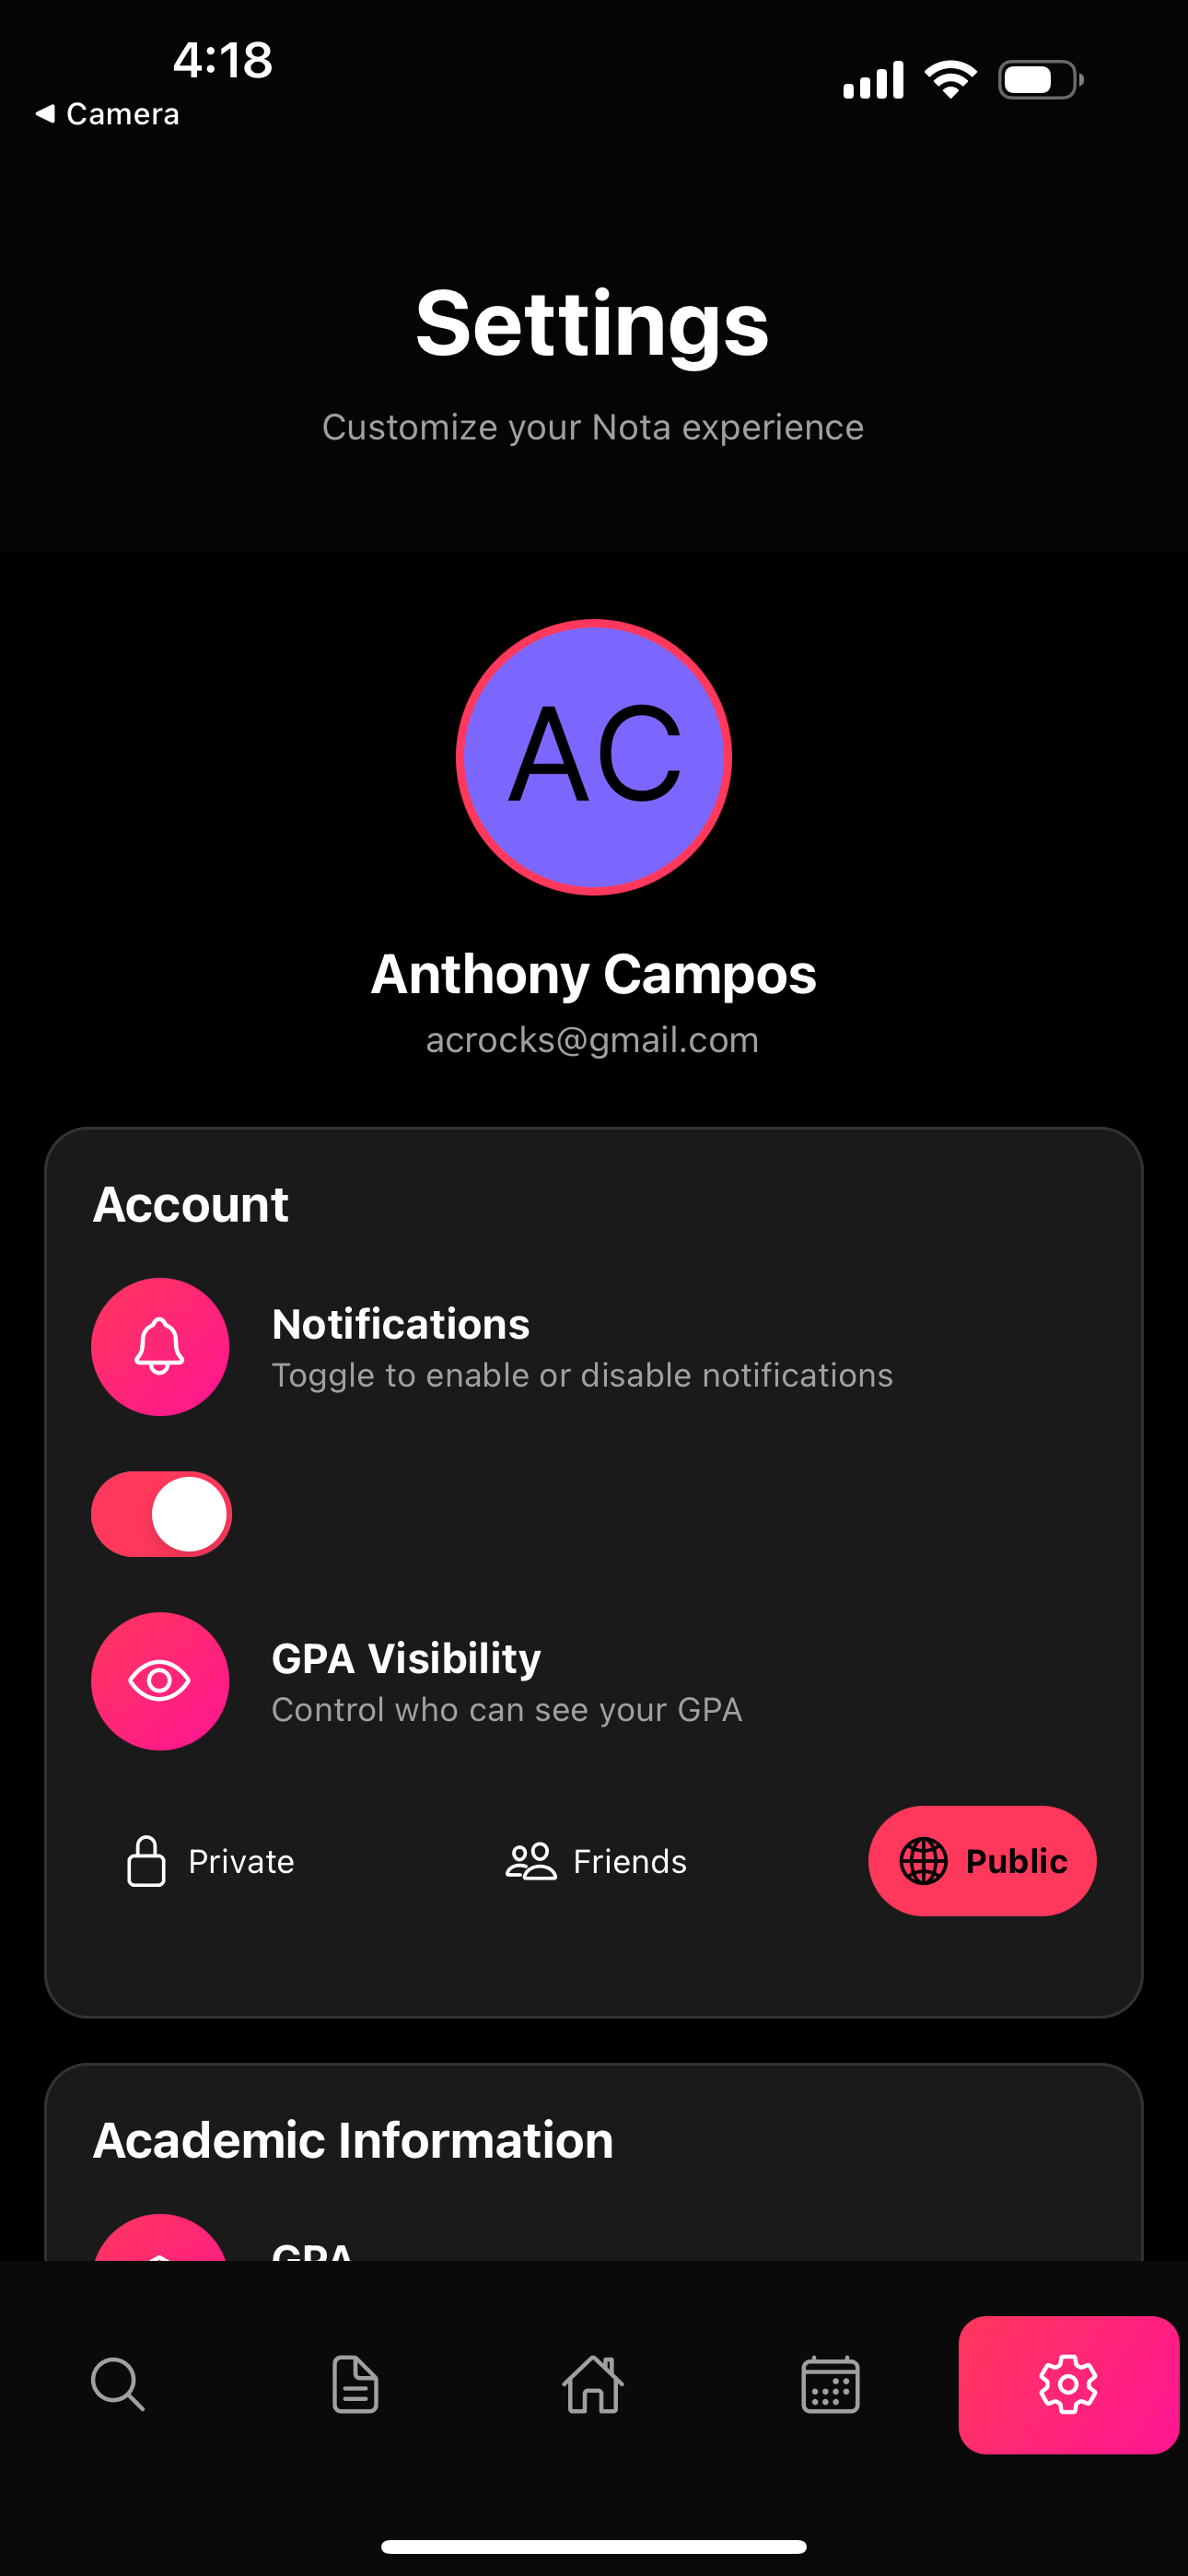 4:18
Camera
Settings
Customize your Nota experience
AC
Anthony Campos
acrocks@gmail.com
Account
Notifications
Toggle to enable or disable notifications
GPA Visibility
Control who can see your GPA
Private
Friends
Public
Academic Information
GPA